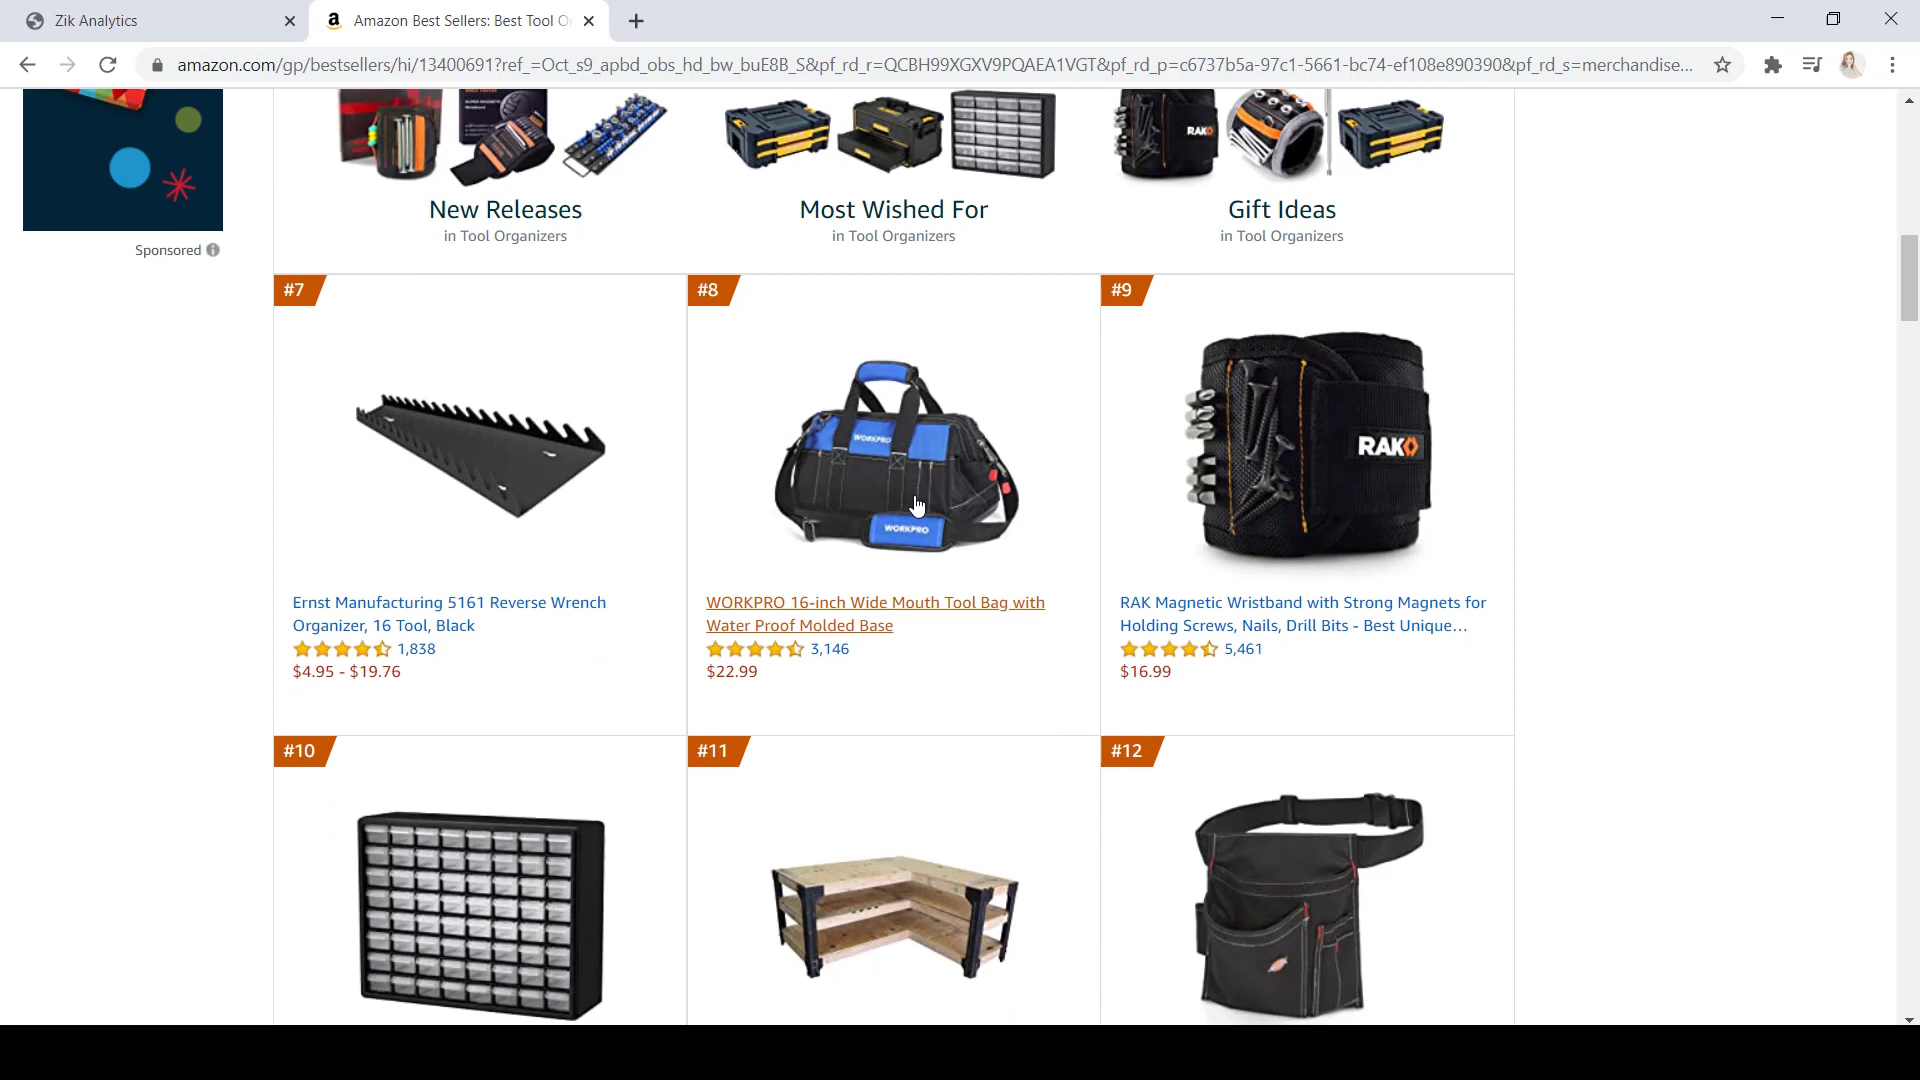 Zik Analytics
Amazon Best Sellers: Best Tool O
amazon.com/gp/bestsellers/hi/13400691?ref_=Oct_s9_apbd_obs_hd_bw_buE8B_S&pf_rd_r=QCBH99XGXV9PQAEA1VGT&pf_rd_p=c6737b5a-97c1-5661-bc74-ef108e890390&pf_rd_s=merchandise...
RAK
New Releases
in Tool Organizers
Most Wished For
in Tool Organizers
Gift Ideas
in Tool Organizers
Sponsored
#7
#8
#9
WORKPRO
WORKPRO
RAK
Ernst Manufacturing 5161 Reverse Wrench
Organizer, 16 Tool, Black
1,838
$4.95 - $19.76
WORKPRO 16-inch Wide Mouth Tool Bag with
Water Proof Molded Base
3,146
$22.99
RAK Magnetic Wristband with Strong Magnets for
Holding Screws, Nails, Drill Bits - Best Unique...
5,461
$16.99
#10
#11
#12